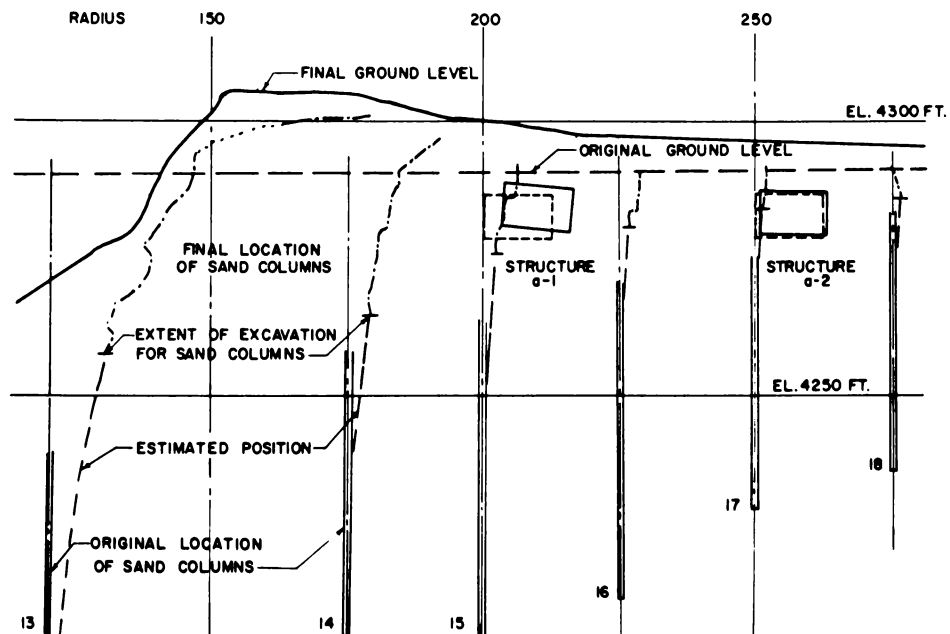 RADIUS 150 200 250
FINAL GROUND LEVEL
EL. 4300 FT.
ORIGINAL GROUND LEVEL
FINAL LOCATION
OF SAND COLUMNS
STRUCTURE
a-1
STRUCTURE
a-2
EXTENT OF EXCAVATION
FOR SAND COLUMNS
EL. 4250 FT.
ESTIMATED POSITION
18
17
ORIGINAL LOCATION
OF SAND COLUMNS
16
13
14
15